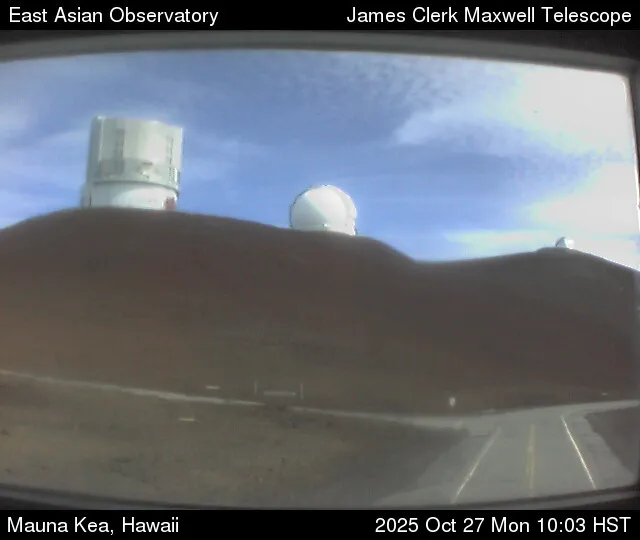 East Asian Observatory
James Clerk Maxwell Telescope
Mauna Kea, Hawaii
2025 Oct 27 Mon 10:03 HST